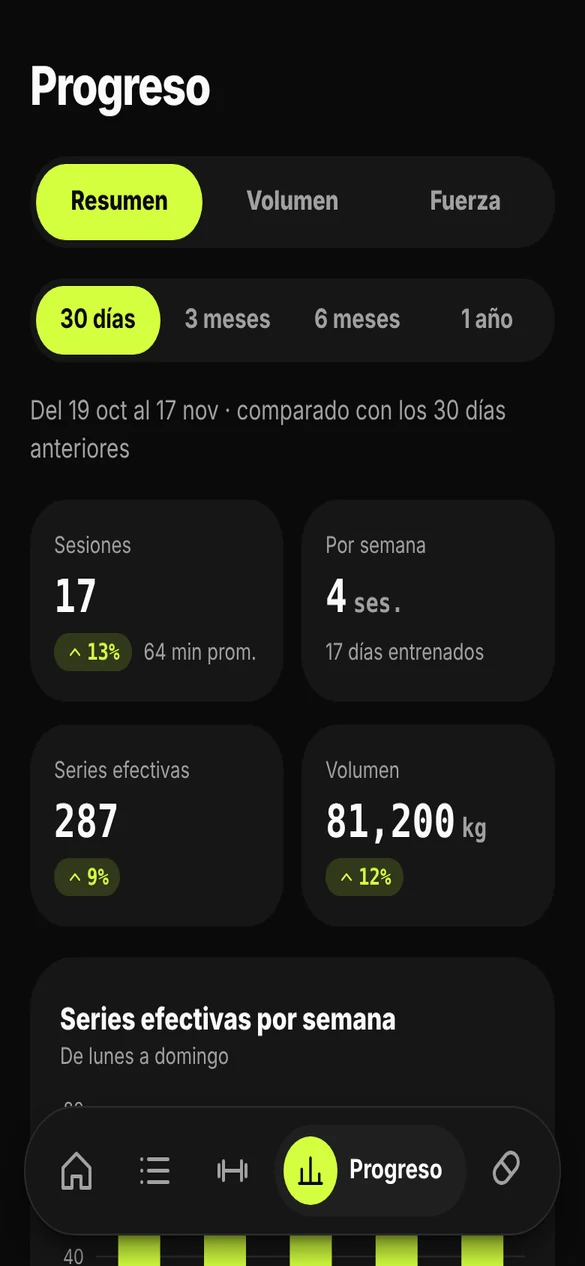 Progreso
Resumen Volumen Fuerza
30 días 3 meses 6 meses 1 año
Del 19 oct al 17 nov · comparado con los 30 días
anteriores
Sesiones
17
13% 64 min prom.
Por semana
4 ses.
17 días entrenados
Series efectivas
287
9%
Volumen
81,200 kg
12%
Series efectivas por semana
De lunes a domingo
Progreso
40